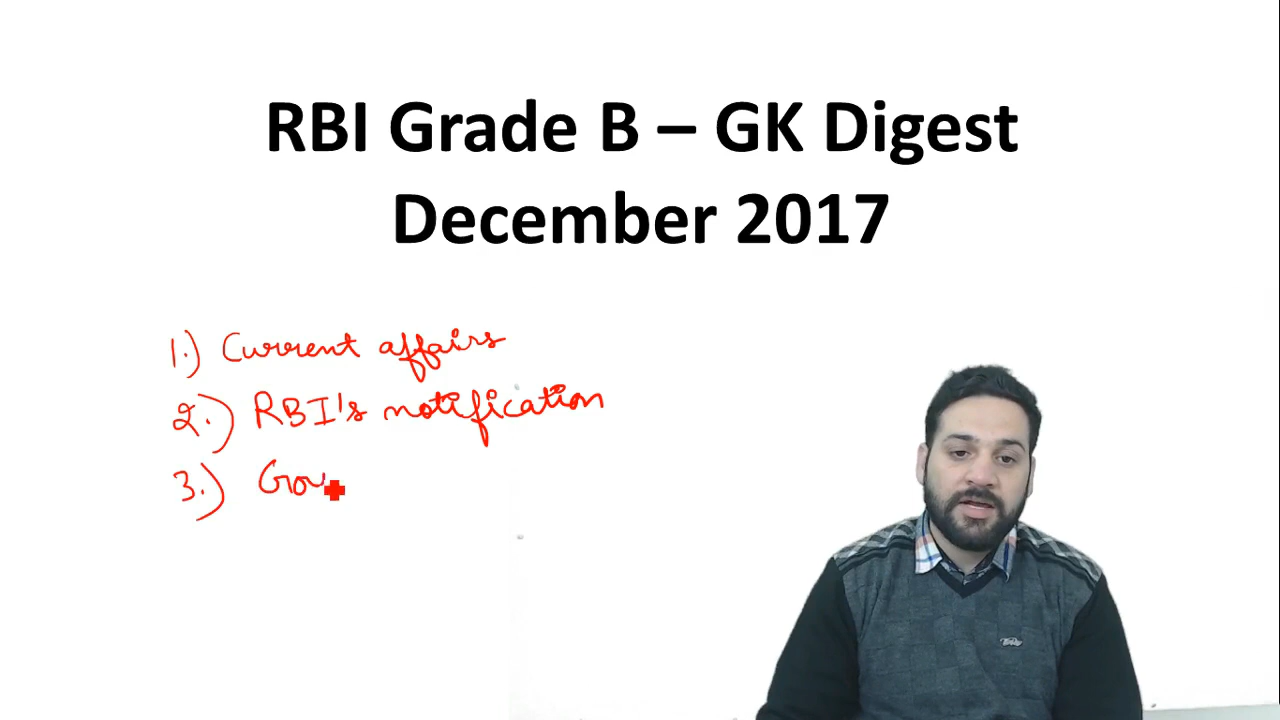 RBI Grade B – GK Digest
December 2017
1.) Current affairs
2.) RBI's notification
3.) Gov